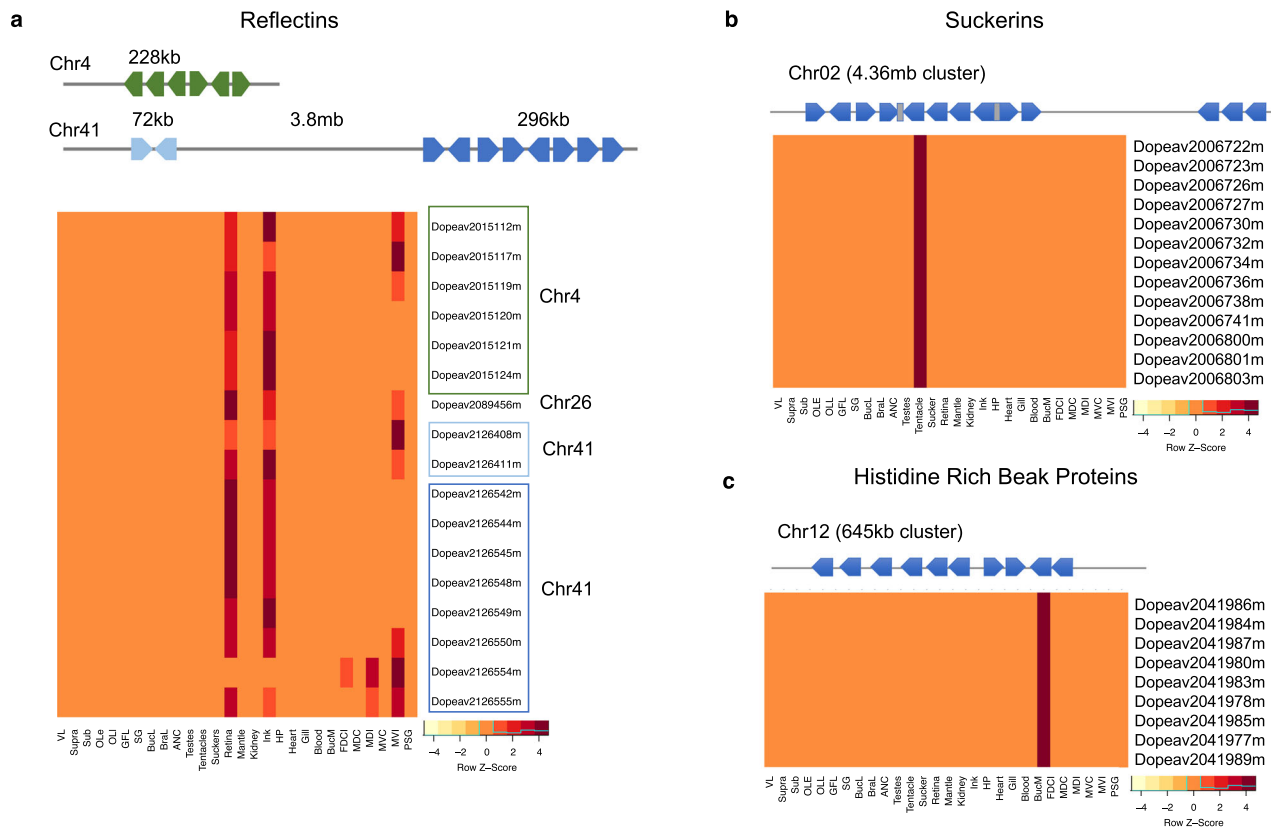 a
Reflectins
Chr4
228kb
Chr41
72kb
3.8mb
296kb
Dopeav2015112m
Dopeav2015117m
Dopeav2015119m
Dopeav2015120m
Dopeav2015121m
Dopeav2015124m
Chr4
Dopeav2089456m
Chr26
Dopeav2126408m
Dopeav2126411m
Chr41
Dopeav2126542m
Dopeav2126544m
Dopeav2126545m
Dopeav2126548m
Dopeav2126549m
Dopeav2126550m
Dopeav2126554m
Dopeav2126555m
Chr41
VL
Supra
Sub
OLe
OLl
GFL
SG
BucL
BraL
ANC
Testes
Tentacles
Suckers
Retina
Mantle
Kidney
Ink
HP
Heart
Gill
Blood
BucM
FDCI
MDC
MDI
MVC
MVI
PSG
−4 −2 0 2 4
Row Z−Score
b
Suckerins
Chr02 (4.36mb cluster)
Dopeav2006722m
Dopeav2006723m
Dopeav2006726m
Dopeav2006727m
Dopeav2006730m
Dopeav2006732m
Dopeav2006734m
Dopeav2006736m
Dopeav2006738m
Dopeav2006741m
Dopeav2006800m
Dopeav2006801m
Dopeav2006803m
VL
Supra
Sub
OLE
OLL
GFL
SG
BucL
BraL
ANC
Testes
Tentacle
Sucker
Retina
Mantle
Kidney
Ink
HP
Heart
Gill
Blood
BucM
FDCI
MDC
MDI
MVC
MVI
PSG
−4 −2 0 2 4
Row Z−Score
c
Histidine Rich Beak Proteins
Chr12 (645kb cluster)
Dopeav2041986m
Dopeav2041984m
Dopeav2041987m
Dopeav2041980m
Dopeav2041983m
Dopeav2041978m
Dopeav2041985m
Dopeav2041977m
Dopeav2041989m
VL
Supra
Sub
OLE
OLL
GFL
SG
BucL
BraL
ANC
Testes
Tentacle
Sucker
Retina
Mantle
Kidney
Ink
HP
Heart
Gill
Blood
BucM
FDCI
MDC
MDI
MVC
MVI
PSG
−4 −2 0 2 4
Row Z−Score